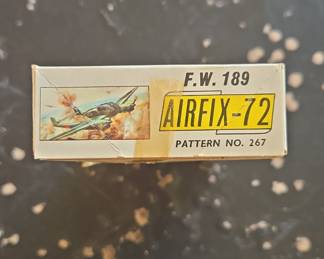 F.W. 189
AIRFIX-72
PATTERN NO. 267